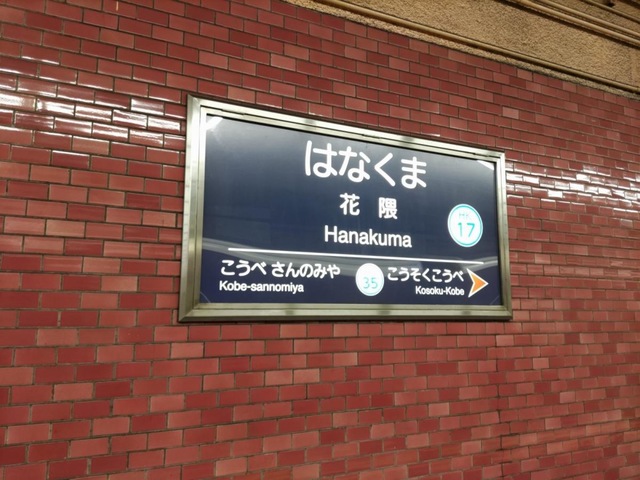 はなくま
花隈
Hanakuma
17
こうべ さんのみや
Kobe-sannomiya
35
こうそくこうべ
Kosoku-Kobe